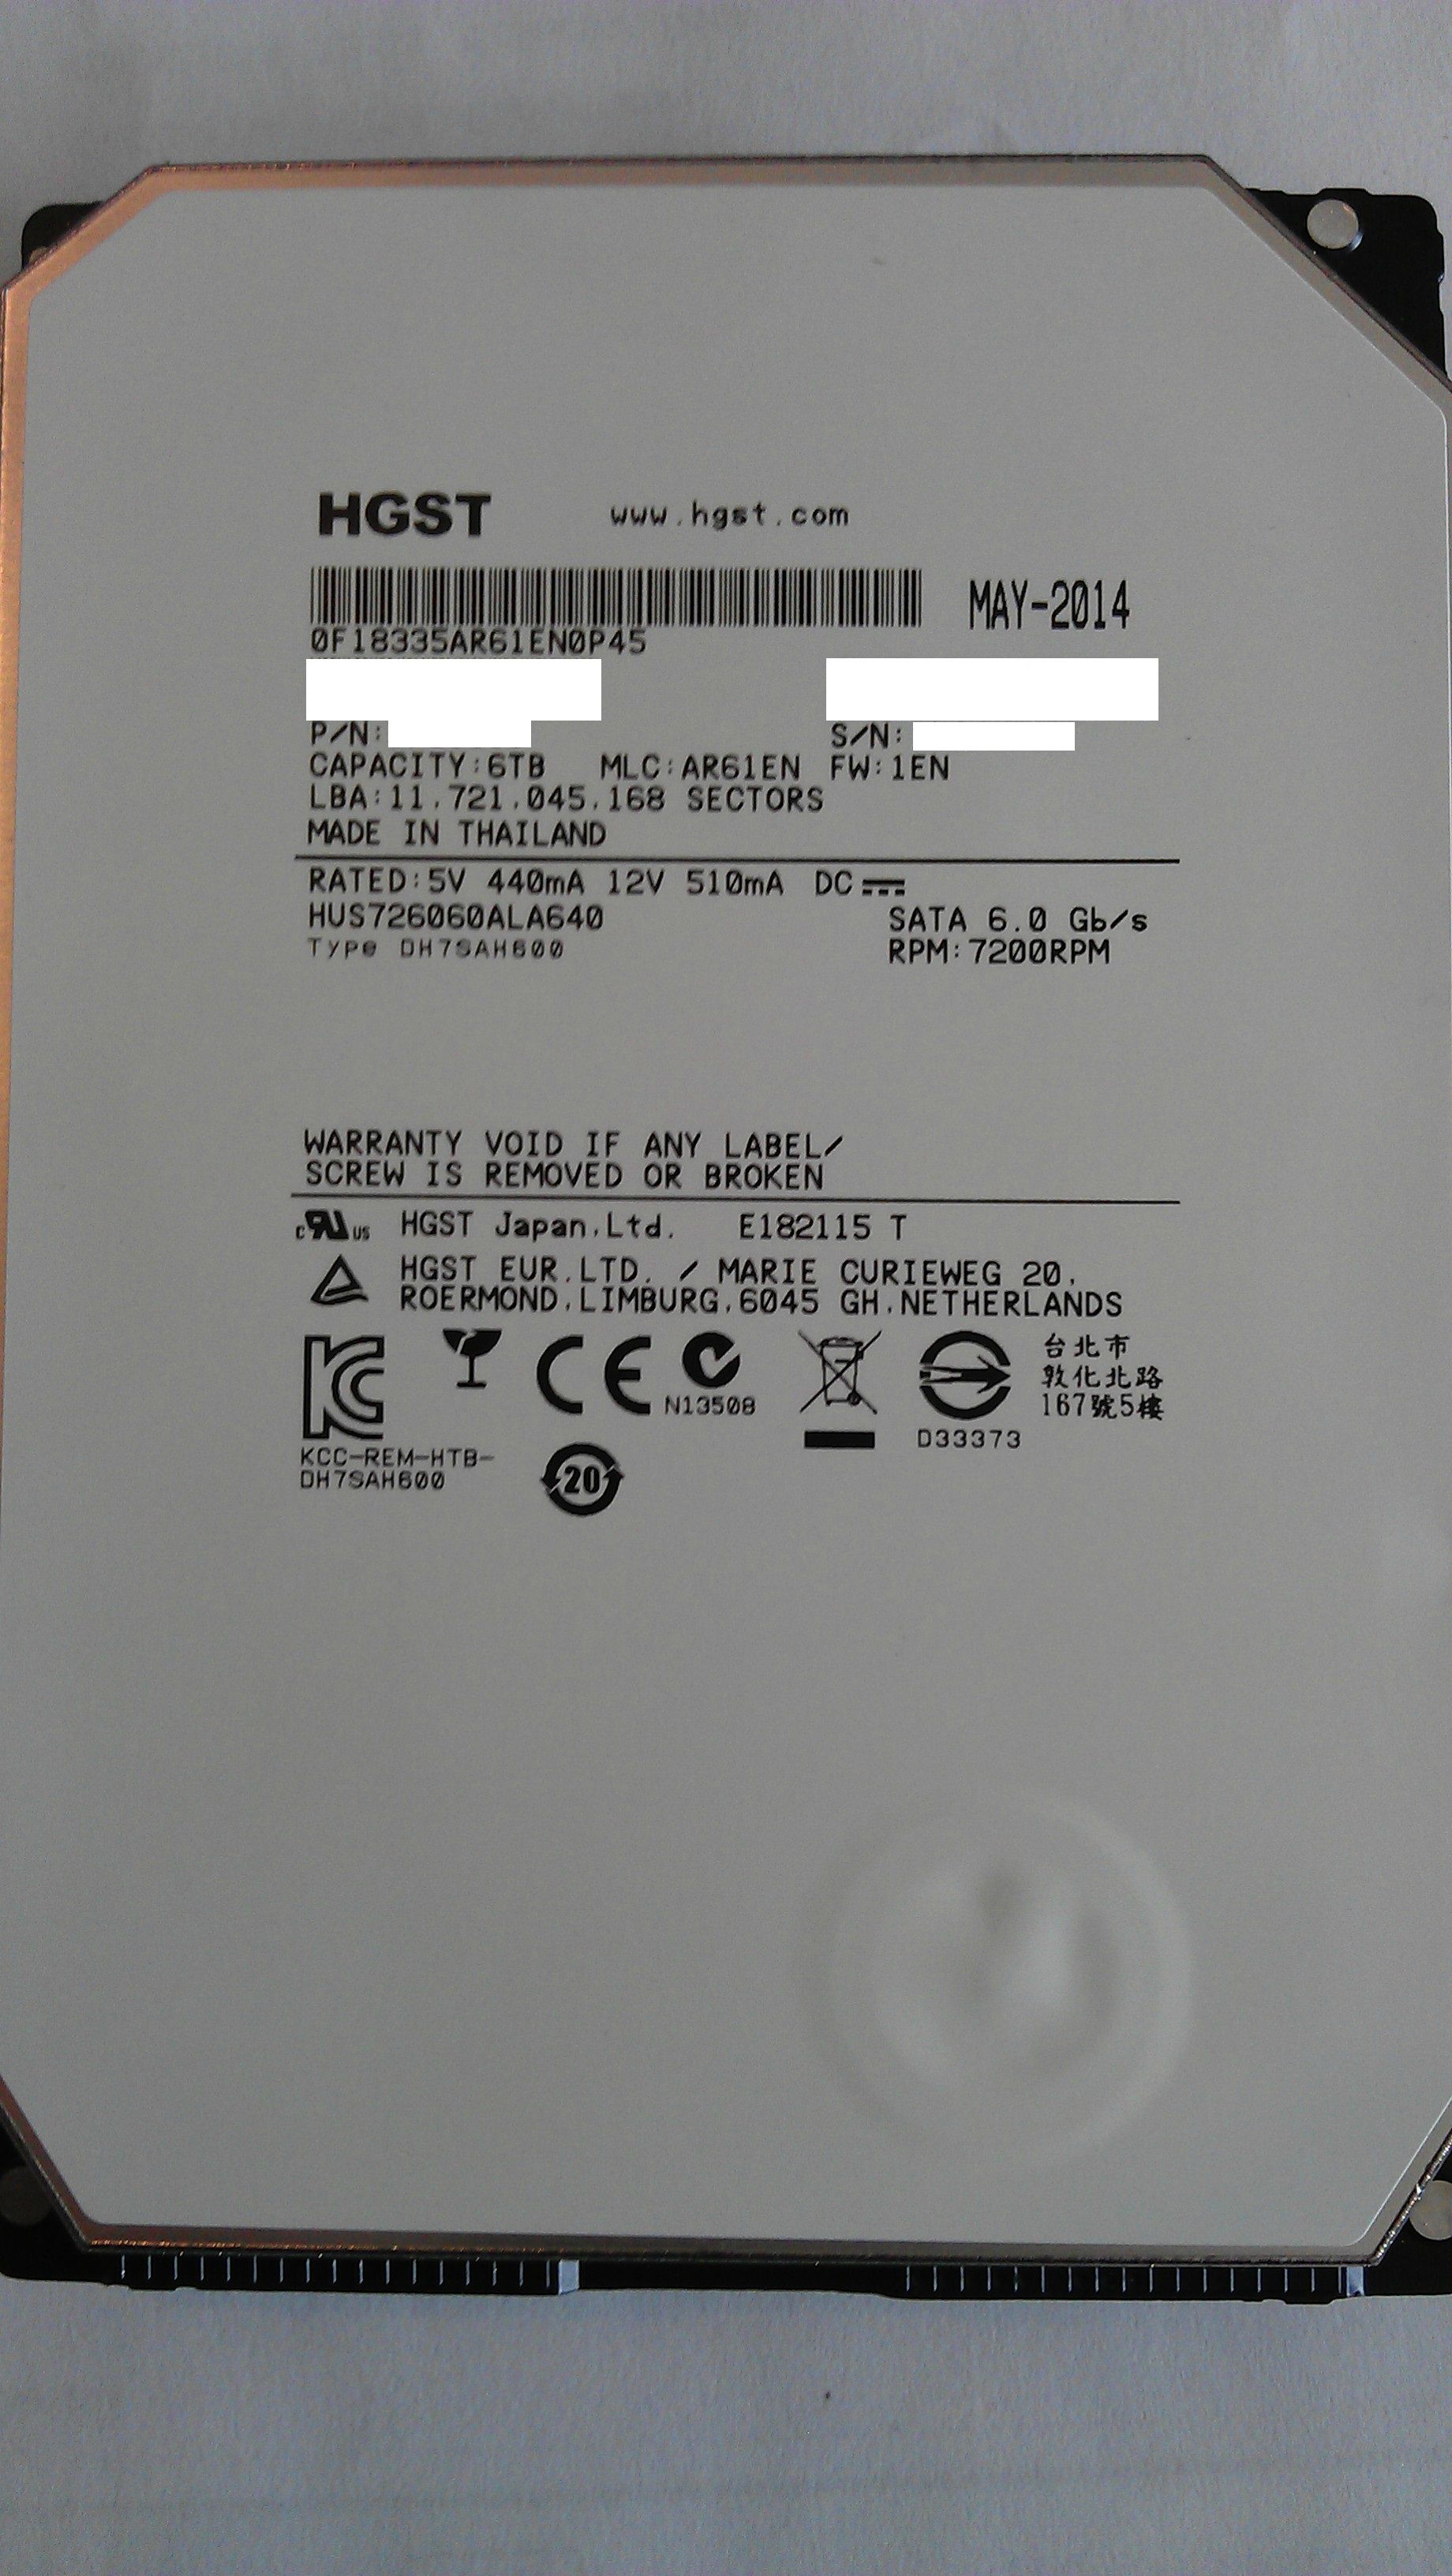 HGST www.hgst.com
MAY-2014
0F18335AR61EN0P45
P/N: S/N:
CAPACITY:6TB MLC:AR61EN FW:1EN
LBA:11,721,045,168 SECTORS
MADE IN THAILAND
RATED:5V 440mA 12V 510mA DC
HUS726060ALA640 SATA 6.0 Gb/s
Type DH7SAH600 RPM:7200RPM
WARRANTY VOID IF ANY LABEL/
SCREW IS REMOVED OR BROKEN
c RU us HGST Japan,Ltd. E182115 T
HGST EUR.LTD. / MARIE CURIEWEG 20,
ROERMOND,LIMBURG,6045 GH,NETHERLANDS
台北市
敦化北路
167號5樓
KC CE N13508
D33373
KCC-REM-HTB-
DH7SAH600
20